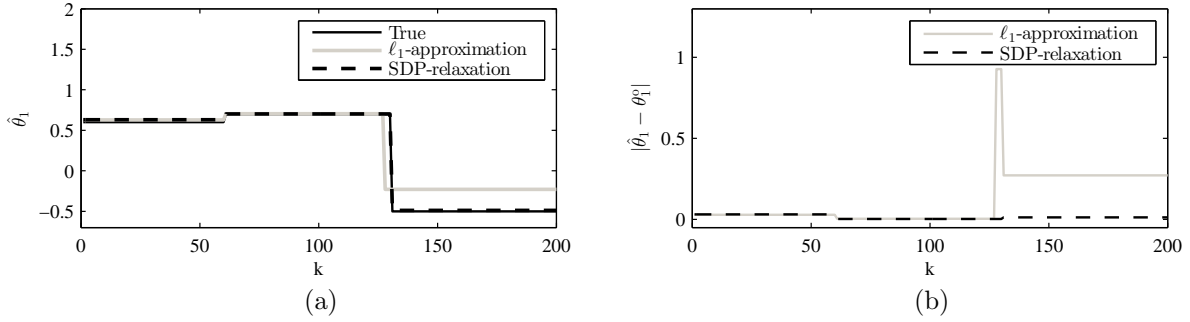 2
1.5
1
0.5
0
−0.5
θ̂₁
0 50 100 150 200
k
True
ℓ₁-approximation
SDP-relaxation
(a)
1
0.5
0
|θ̂₁ − θ₁ᵒ|
0 50 100 150 200
k
ℓ₁-approximation
SDP-relaxation
(b)